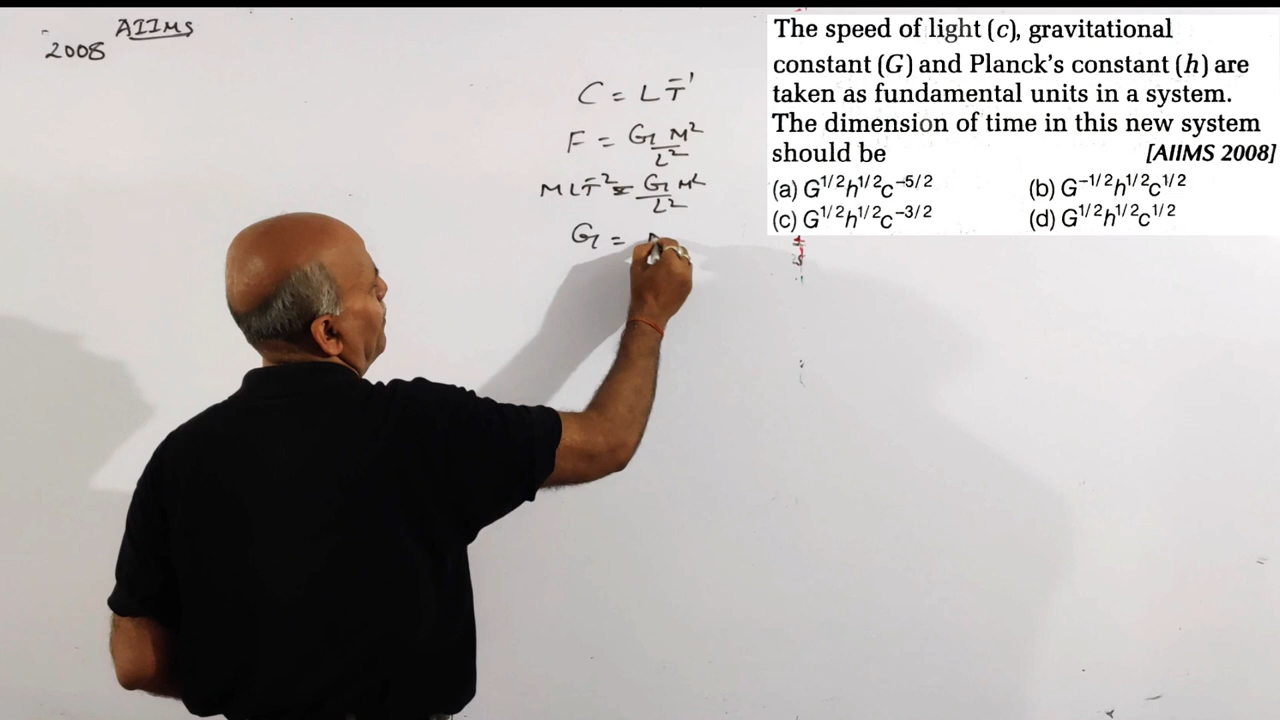 AIIMS
2008
C = L T⁻¹
F = G M²/L²
M L T⁻² = G M²/L²
G =
The speed of light (c), gravitational
constant (G) and Planck's constant (h) are
taken as fundamental units in a system.
The dimension of time in this new system
should be [AIIMS 2008]
(a) G^1/2 h^1/2 c^-5/2 (b) G^-1/2 h^1/2 c^1/2
(c) G^1/2 h^1/2 c^-3/2 (d) G^1/2 h^1/2 c^1/2